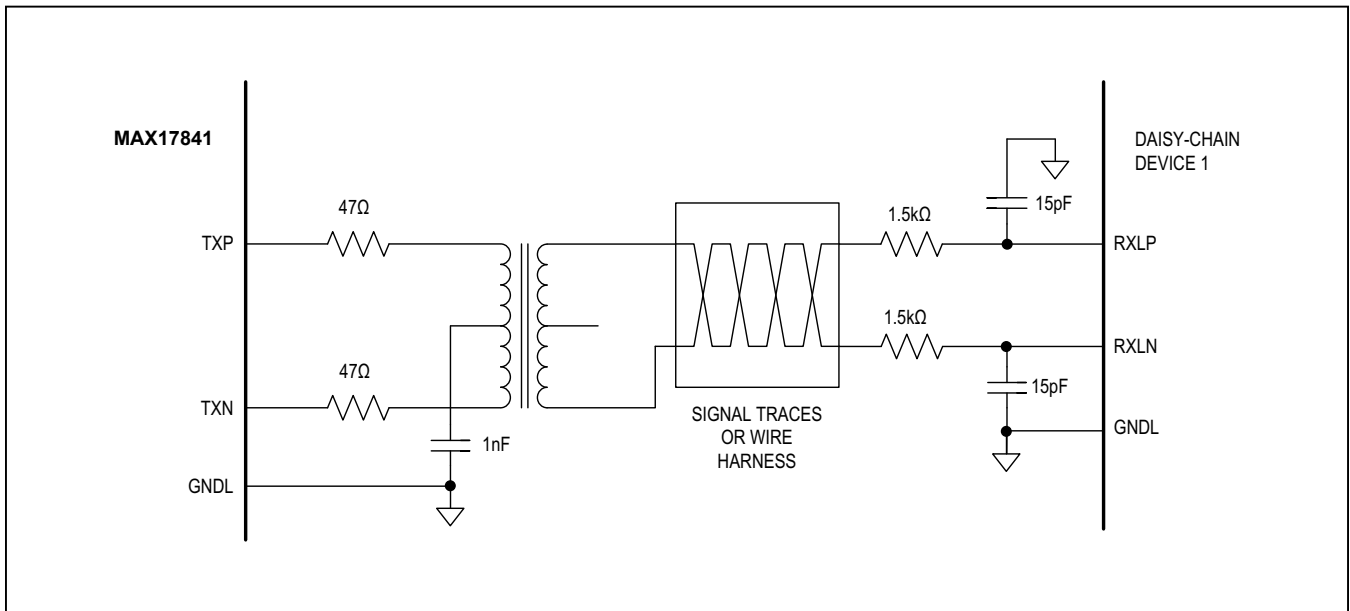 MAX17841
DAISY-CHAIN
DEVICE 1
47Ω
1.5kΩ
15pF
TXP
RXLP
1.5kΩ
RXLN
47Ω
15pF
TXN
SIGNAL TRACES
OR WIRE
HARNESS
GNDL
1nF
GNDL